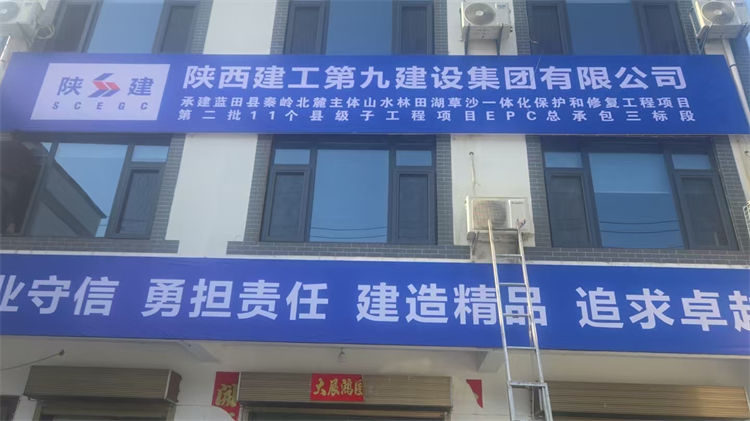 陕建
SCEGC
陕西建工第九建设集团有限公司
承建蓝田县秦岭北麓主体山水林田湖草沙一体化保护和修复工程项目
第二批11个县级子工程项目EPC总承包三标段
业守信 勇担责任 建造精品 追求卓越
大展鸿图